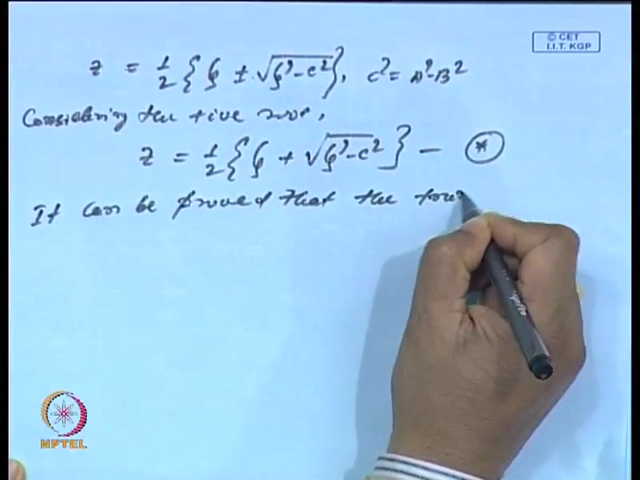 © CET
I.I.T. KGP
z = 1/2 { ζ ± √(ζ² - c²) }, c² = a² - b²
Considering the +ive root,
z = 1/2 { ζ + √(ζ² - c²) } — (*)
It can be proved that the
NPTEL